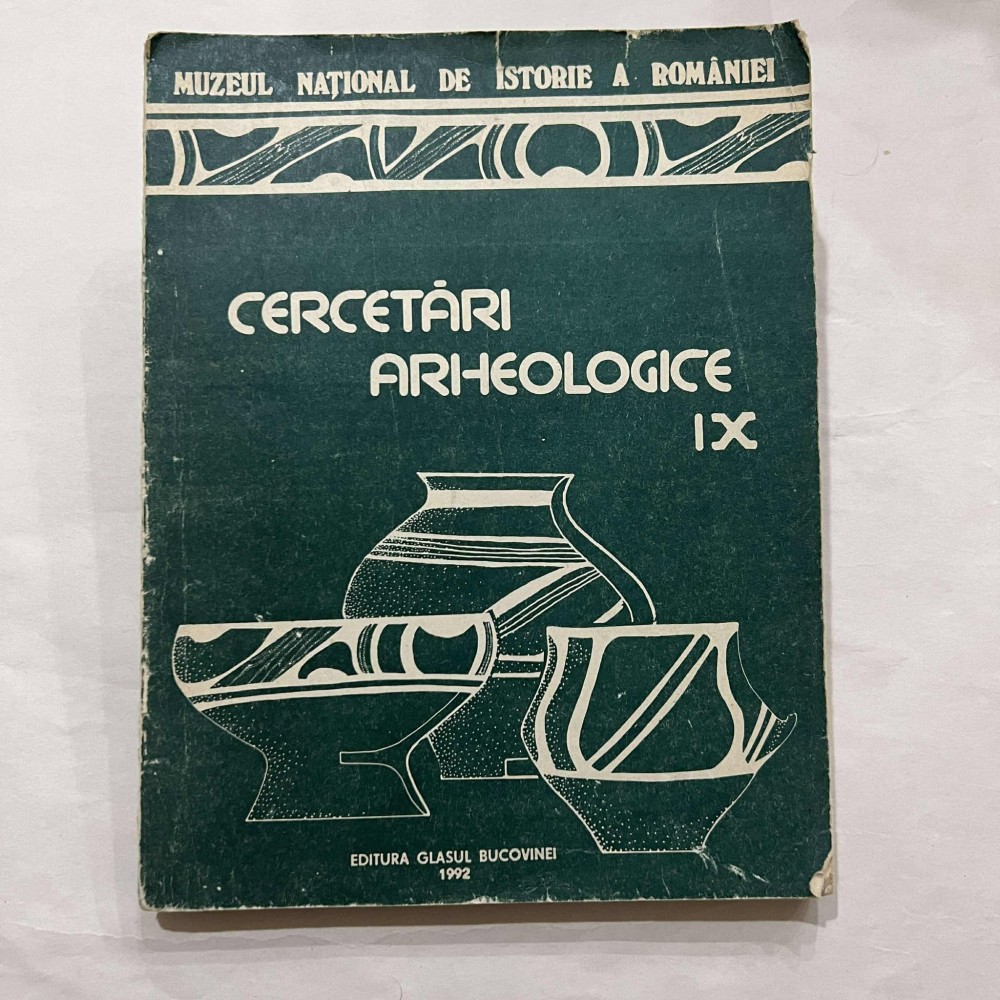 MUZEUL NAȚIONAL DE ISTORIE A ROMÂNIEI
CERCETĂRI
ARHEOLOGICE
IX
EDITURA GLASUL BUCOVINEI
1992